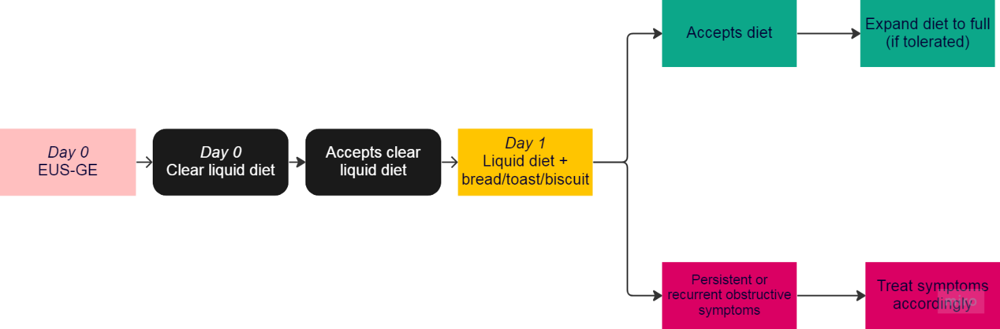 Day 0
EUS-GE
Day 0
Clear liquid diet
Accepts clear
liquid diet
Day 1
Liquid diet +
bread/toast/biscuit
Accepts diet
Expand diet to full
(if tolerated)
Persistent or
recurrent obstructive
symptoms
Treat symptoms
accordingly
miro